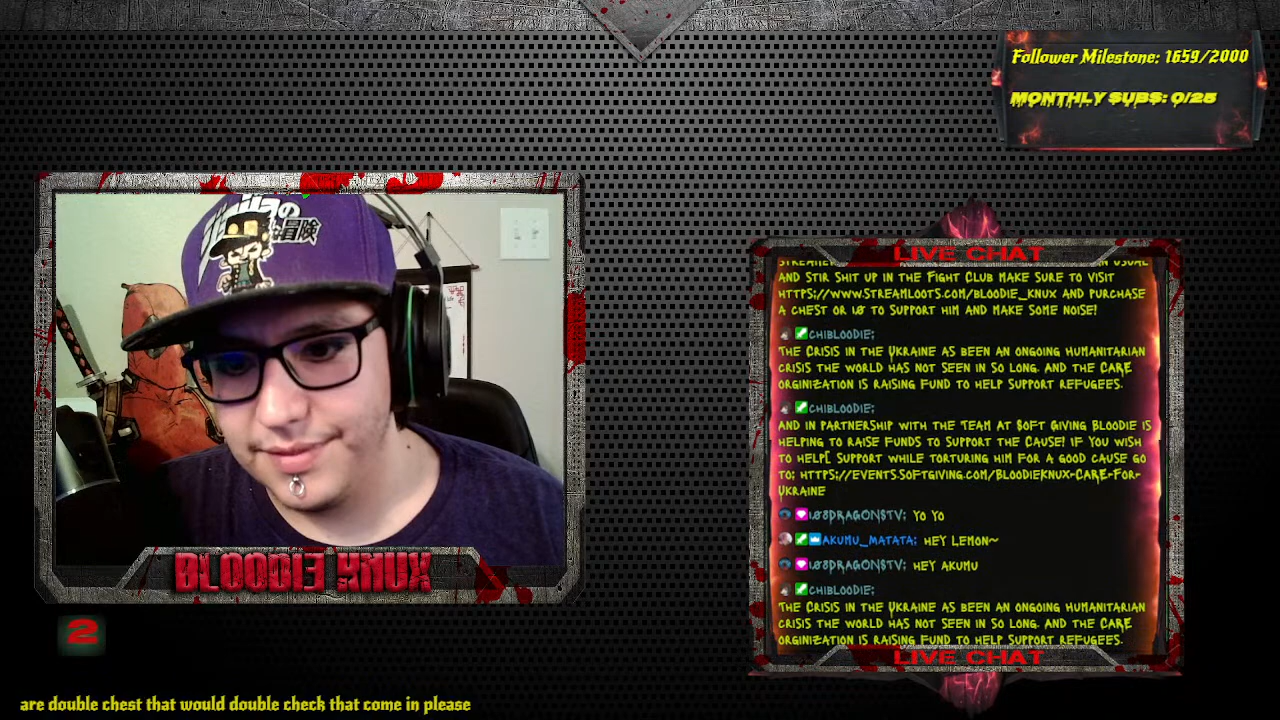 Follower Milestone: 1659/2000
MONTHLY SUBS: 0/25
LIVE CHAT
AND STIR SHIT UP IN THE FIGHT CLUB MAKE SURE TO VISIT
HTTPS://WWW.STREAMLOOTS.COM/BLOODIE_KNUX AND PURCHASE
A CHEST OR 10 TO SUPPORT HIM AND MAKE SOME NOISE!
CHIBLOODIE:
THE CRISIS IN THE UKRAINE AS BEEN AN ONGOING HUMANITARIAN
CRISIS THE WORLD HAS NOT SEEN IN SO LONG. AND THE CARE
ORGINIZATION IS RAISING FUND TO HELP SUPPORT REFUGEES.
CHIBLOODIE:
AND IN PARTNERSHIP WITH THE TEAM AT SOFT GIVING BLOODIE IS
HELPING TO RAISE FUNDS TO SUPPORT THE CAUSE! IF YOU WISH
TO HELPL SUPPORT WHILE TORTURING HIM FOR A GOOD CAUSE GO
TO: HTTPS://EVENTS.SOFTGIVING.COM/BLOODIEKNUX-CARE-FOR-
UKRAINE
108DRAGONSTV: YO YO
AKUMU_MATATA: HEY LEMON~
108DRAGONSTV: HEY AKUMU
CHIBLOODIE:
THE CRISIS IN THE UKRAINE AS BEEN AN ONGOING HUMANITARIAN
CRISIS THE WORLD HAS NOT SEEN IN SO LONG. AND THE CARE
ORGINIZATION IS RAISING FUND TO HELP SUPPORT REFUGEES.
LIVE CHAT
の
冒険
BLOODIE KNUX
2
are double chest that would double check that come in please